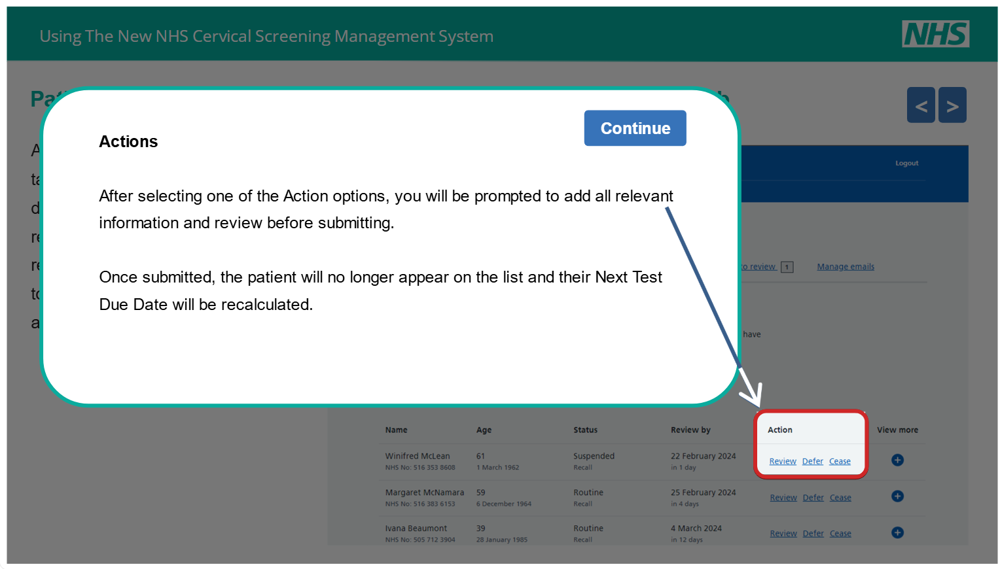 Using The New NHS Cervical Screening Management System
NHS
< >
Actions
Continue
After selecting one of the Action options, you will be prompted to add all relevant
information and review before submitting.
Once submitted, the patient will no longer appear on the list and their Next Test
Due Date will be recalculated.
Logout
to review 1 Manage emails
have
Name Age Status Review by Action View more
Winifred McLean 61 Suspended 22 February 2024
NHS No: 516 353 8608 1 March 1962 Recall in 1 day Review Defer Cease
Margaret McNamara 59 Routine 25 February 2024
NHS No: 516 383 6153 6 December 1964 Recall in 4 days Review Defer Cease
Ivana Beaumont 39 Routine 4 March 2024
NHS No: 505 712 3904 28 January 1985 Recall in 12 days Review Defer Cease